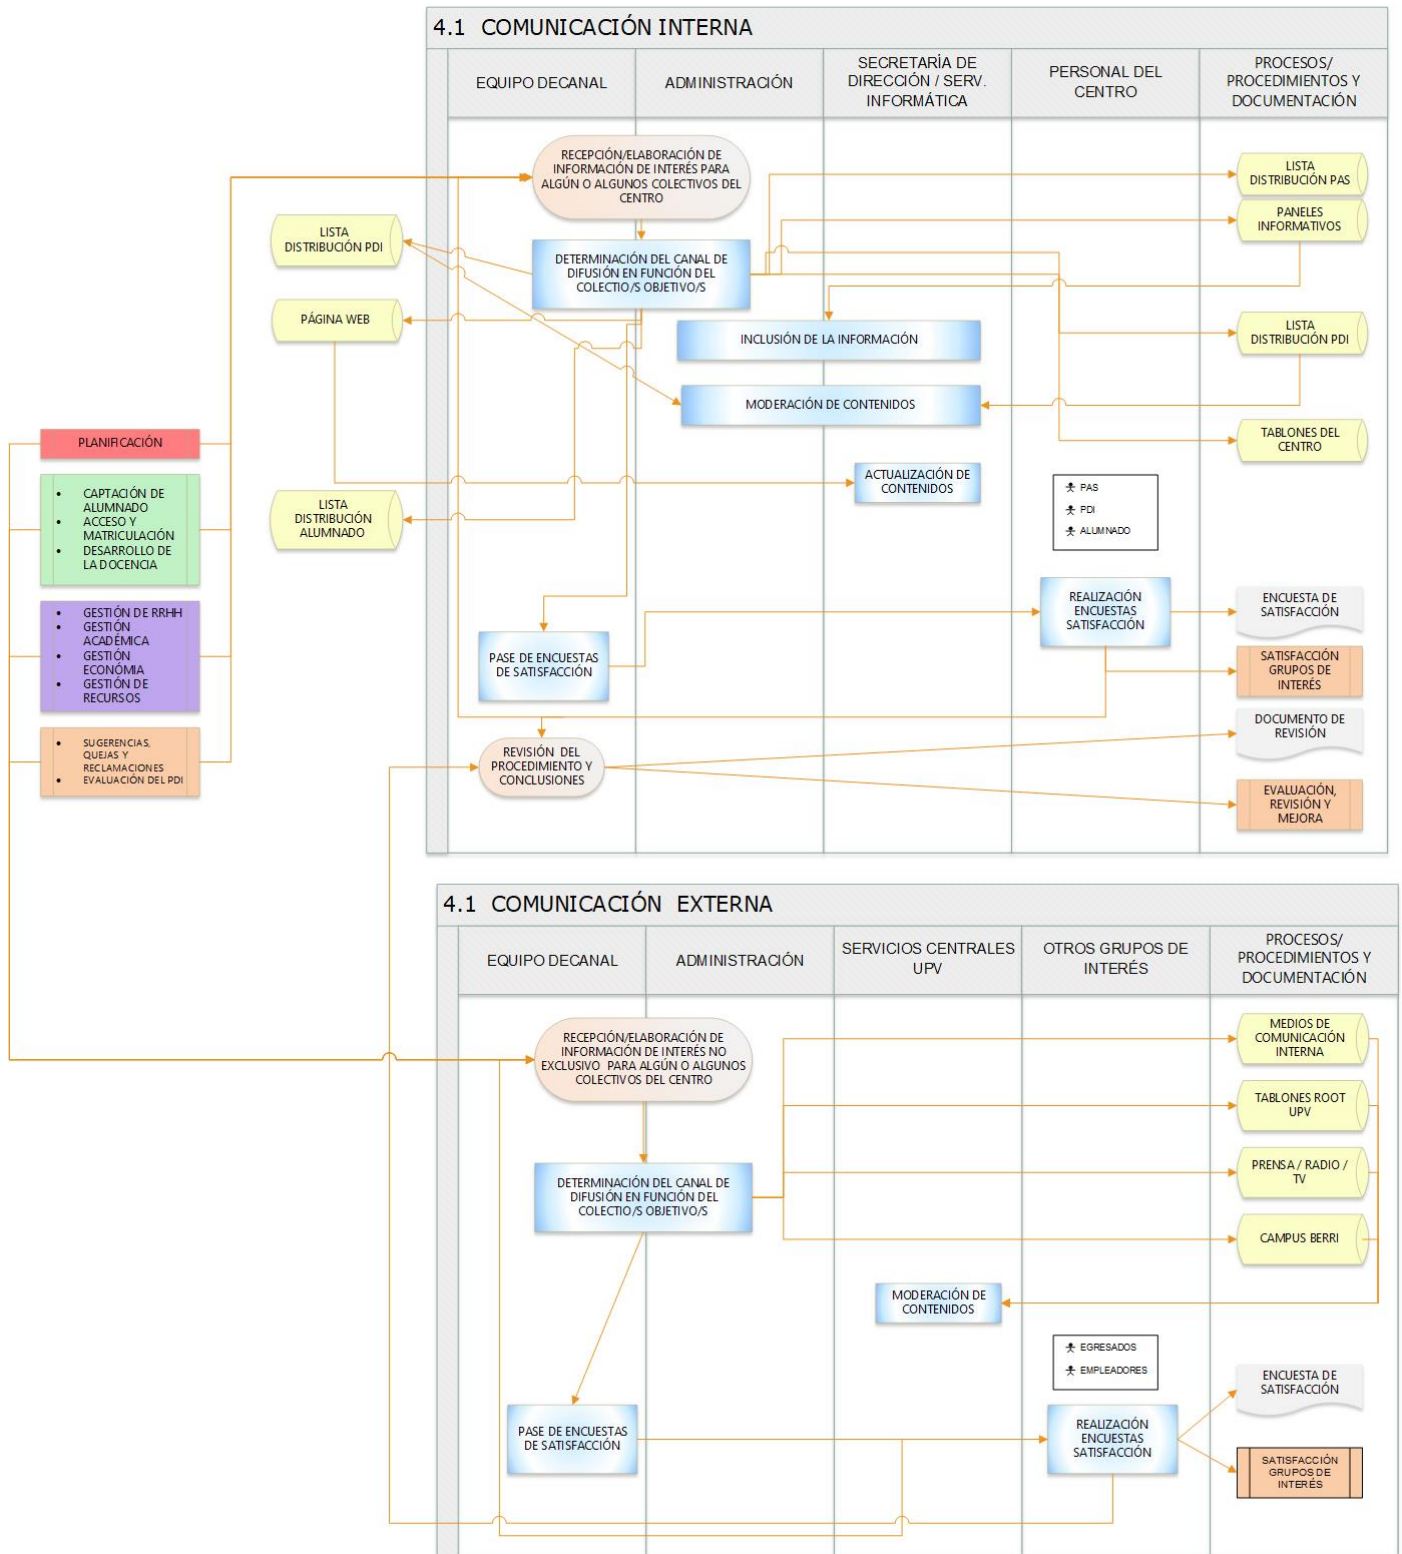 4.1 COMUNICACIÓN INTERNA
EQUIPO DECANAL
ADMINISTRACIÓN
SECRETARÍA DE
DIRECCIÓN / SERV.
INFORMÁTICA
PERSONAL DEL
CENTRO
PROCESOS/
PROCEDIMIENTOS Y
DOCUMENTACIÓN
RECEPCIÓN/ELABORACIÓN DE
INFORMACIÓN DE INTERÉS PARA
ALGÚN O ALGUNOS COLECTIVOS DEL
CENTRO
LISTA
DISTRIBUCIÓN PAS
PANELES
INFORMATIVOS
LISTA
DISTRIBUCIÓN PDI
DETERMINACIÓN DEL CANAL DE
DIFUSIÓN EN FUNCIÓN DEL
COLECTIO/S OBJETIVO/S
PÁGINA WEB
INCLUSIÓN DE LA INFORMACIÓN
LISTA
DISTRIBUCIÓN PDI
MODERACIÓN DE CONTENIDOS
PLANIFICACIÓN
TABLONES DEL
CENTRO
• CAPTACIÓN DE
ALUMNADO
• ACCESO Y
MATRICULACIÓN
• DESARROLLO DE
LA DOCENCIA
LISTA
DISTRIBUCIÓN
ALUMNADO
ACTUALIZACIÓN DE
CONTENIDOS
PAS
PDI
ALUMNADO
• GESTIÓN DE RRHH
• GESTIÓN
ACADÉMICA
• GESTIÓN
ECONÓMIA
• GESTIÓN DE
RECURSOS
PASE DE ENCUESTAS
DE SATISFACCIÓN
REALIZACIÓN
ENCUESTAS
SATISFACCIÓN
ENCUESTA DE
SATISFACCIÓN
SATISFACCIÓN
GRUPOS DE
INTERÉS
• SUGERENCIAS,
QUEJAS Y
RECLAMACIONES
• EVALUACIÓN DEL PDI
REVISIÓN DEL
PROCEDIMIENTO Y
CONCLUSIONES
DOCUMENTO DE
REVISIÓN
EVALUACIÓN,
REVISIÓN Y
MEJORA
4.1 COMUNICACIÓN EXTERNA
EQUIPO DECANAL
ADMINISTRACIÓN
SERVICIOS CENTRALES
UPV
OTROS GRUPOS DE
INTERÉS
PROCESOS/
PROCEDIMIENTOS Y
DOCUMENTACIÓN
RECEPCIÓN/ELABORACIÓN DE
INFORMACIÓN DE INTERÉS NO
EXCLUSIVO PARA ALGÚN O ALGUNOS
COLECTIVOS DEL CENTRO
MEDIOS DE
COMUNICACIÓN
INTERNA
TABLONES ROOT
UPV
DETERMINACIÓN DEL CANAL DE
DIFUSIÓN EN FUNCIÓN DEL
COLECTIO/S OBJETIVO/S
PRENSA / RADIO /
TV
CAMPUS BERRI
MODERACIÓN DE
CONTENIDOS
EGRESADOS
EMPLEADORES
PASE DE ENCUESTAS
DE SATISFACCIÓN
REALIZACIÓN
ENCUESTAS
SATISFACCIÓN
ENCUESTA DE
SATISFACCIÓN
SATISFACCIÓN
GRUPOS DE
INTERÉS